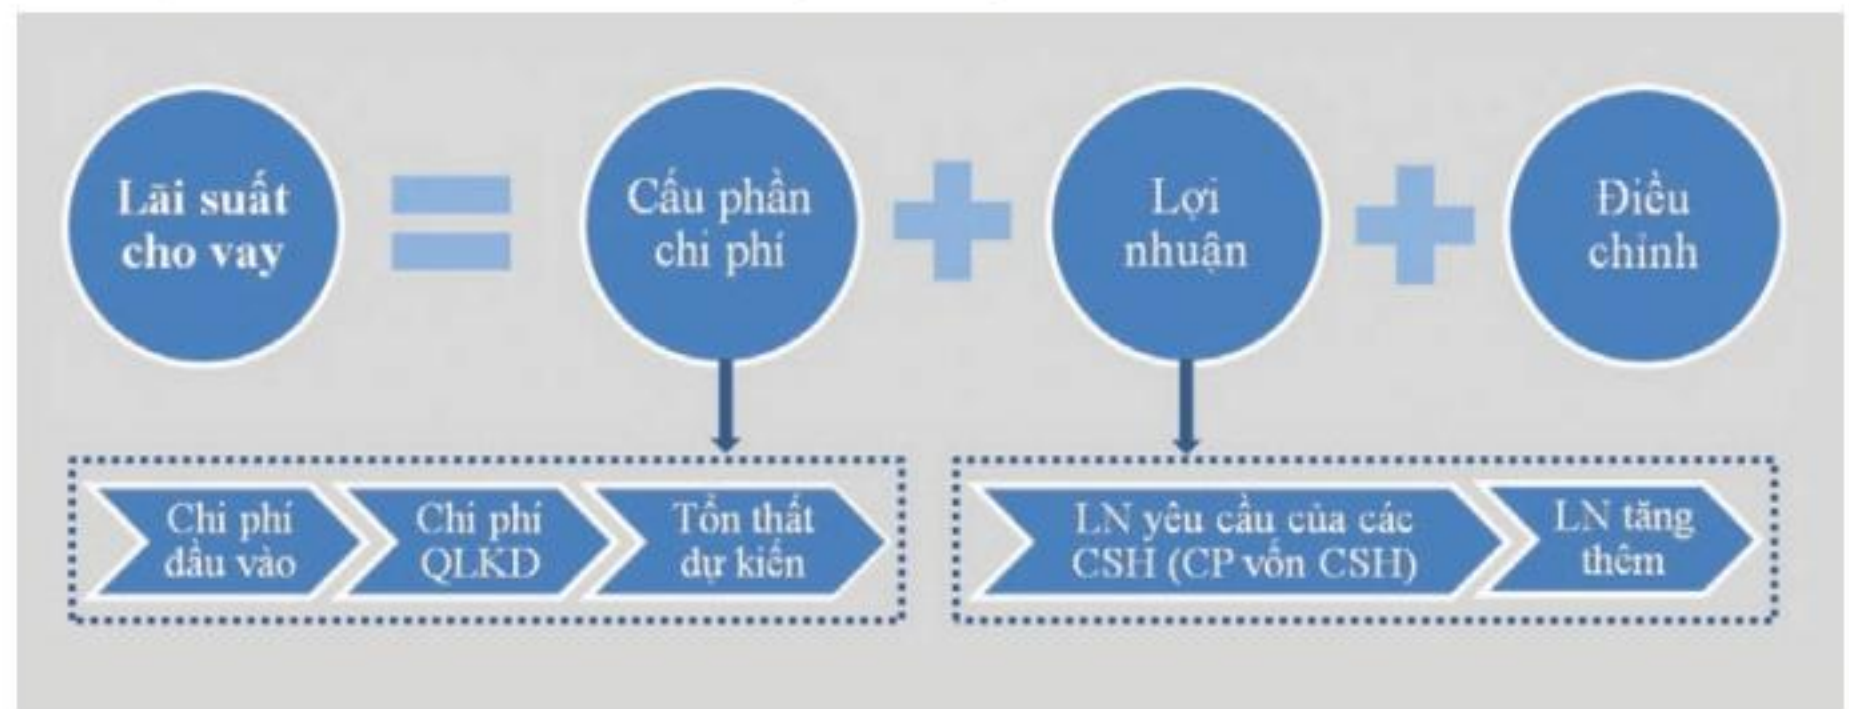 Lãi suất
cho vay
Cấu phần
chi phí
Lợi
nhuận
Điều
chỉnh
Chi phí
đầu vào
Chi phí
QLKD
Tổn thất
dự kiến
LN yêu cầu của các
CSH (CP vốn CSH)
LN tăng
thêm